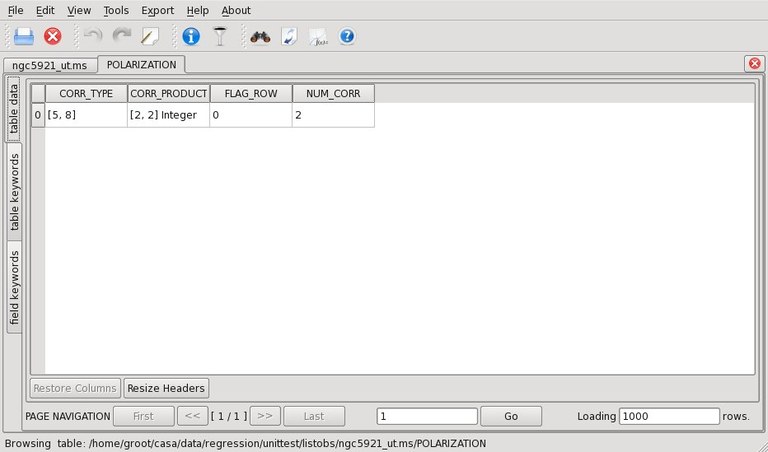 File Edit View Tools Export Help About
ngc5921_ut.ms POLARIZATION
table data
table keywords
field keywords
CORR_TYPE CORR_PRODUCT FLAG_ROW NUM_CORR
0 [5, 8] [2, 2] Integer 0 2
Restore Columns Resize Headers
PAGE NAVIGATION First << [ 1 / 1 ] >> Last 1 Go Loading 1000 rows.
Browsing table: /home/groot/casa/data/regression/unittest/listobs/ngc5921_ut.ms/POLARIZATION